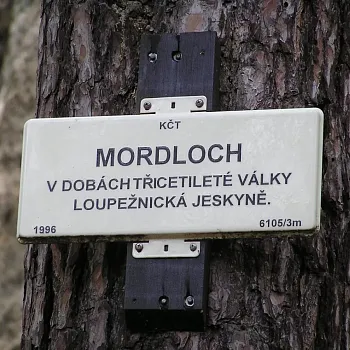 KČT
MORDLOCH
V DOBÁCH TŘICETILETÉ VÁLKY
LOUPEŽNICKÁ JESKYNĚ.
1996 6105/3m